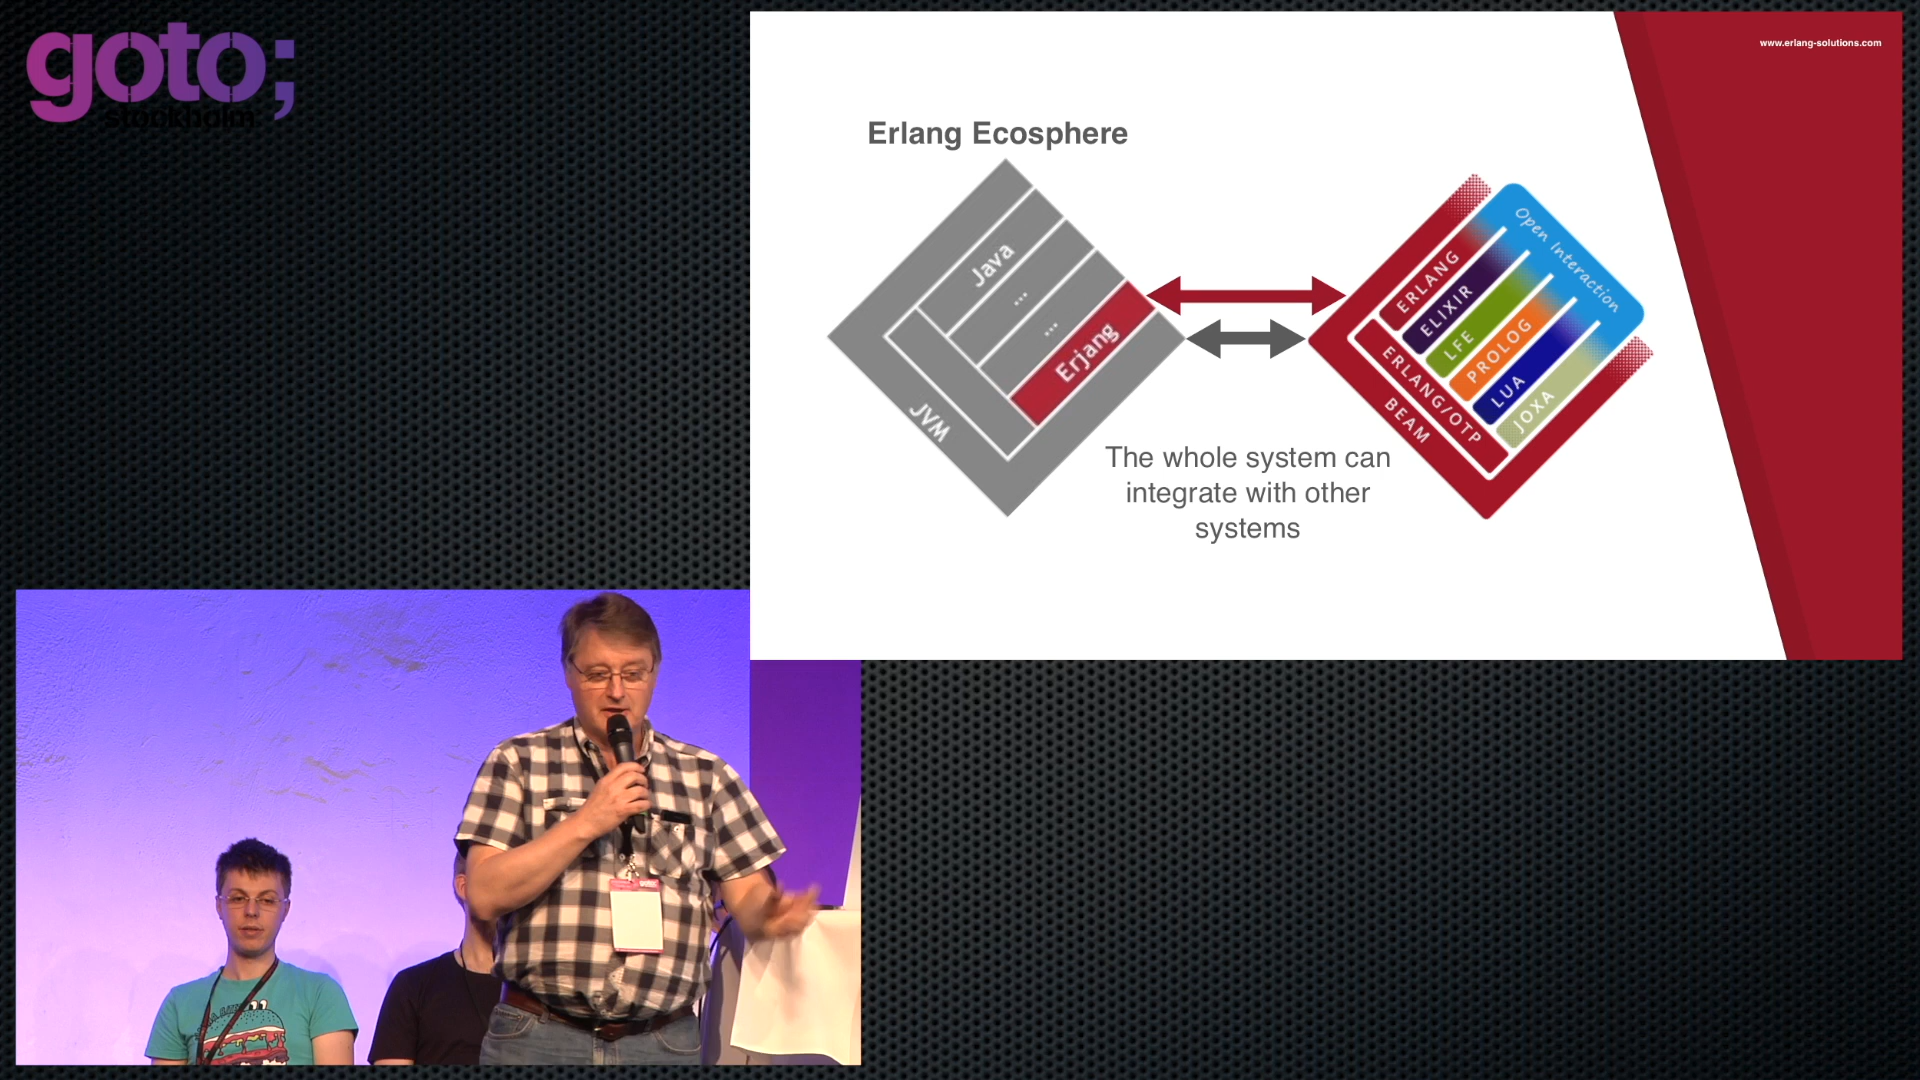 goto;
stockholm
www.erlang-solutions.com
Erlang Ecosphere
Java
...
...
Erjang
JVM
Open Interaction
ERLANG
ELIXIR
LFE
PROLOG
LUA
JOXA
ERLANG/OTP
BEAM
The whole system can
integrate with other
systems